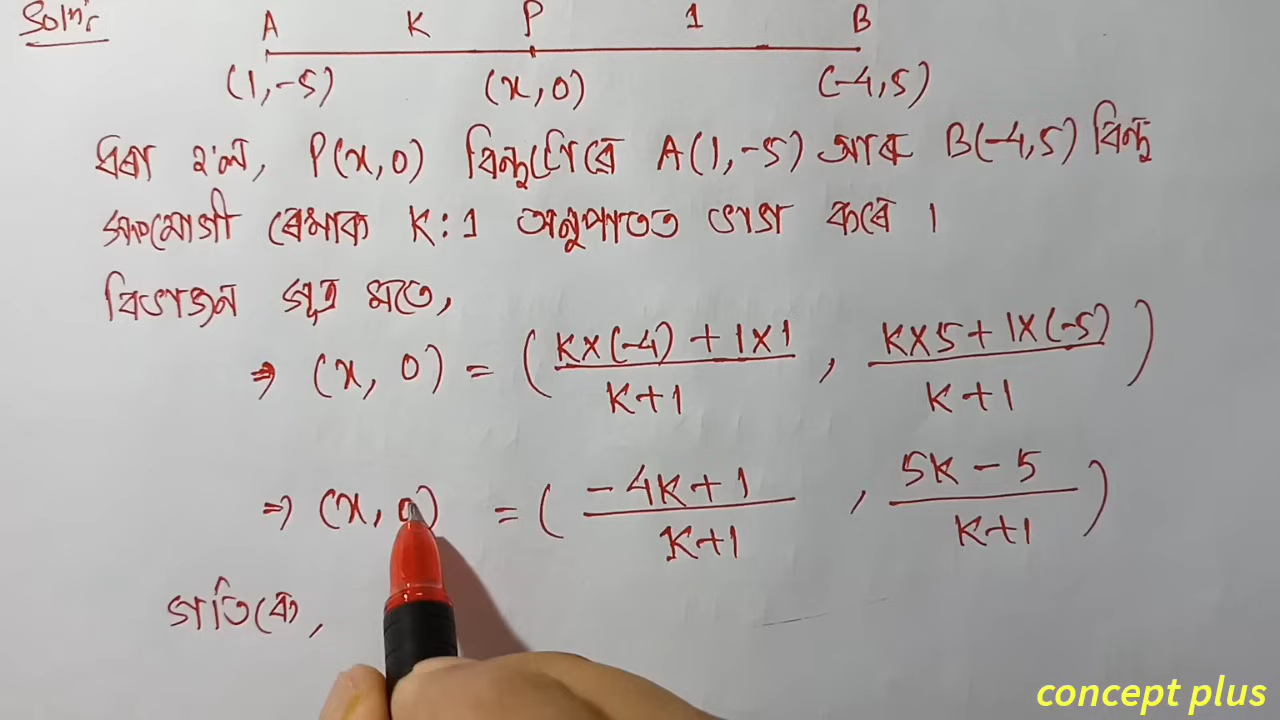 Solnː
A K P 1 B
(1,-5) (x,0) (-4,5)
ধৰা হ'ল, P(x,0) বিন্দুটোৱে A(1,-5) আৰু B(-4,5) বিন্দু
সংযোগী ৰেখাক K:1 অনুপাতত ভাগ কৰে ।
বিভাজন সূত্ৰ মতে,
⇒ (x, 0) = ( K×(-4)+1×1 / K+1 , K×5+1×(-5) / K+1 )
⇒ (x, 0) = ( -4K+1 / K+1 , 5K-5 / K+1 )
গতিকে,
concept plus